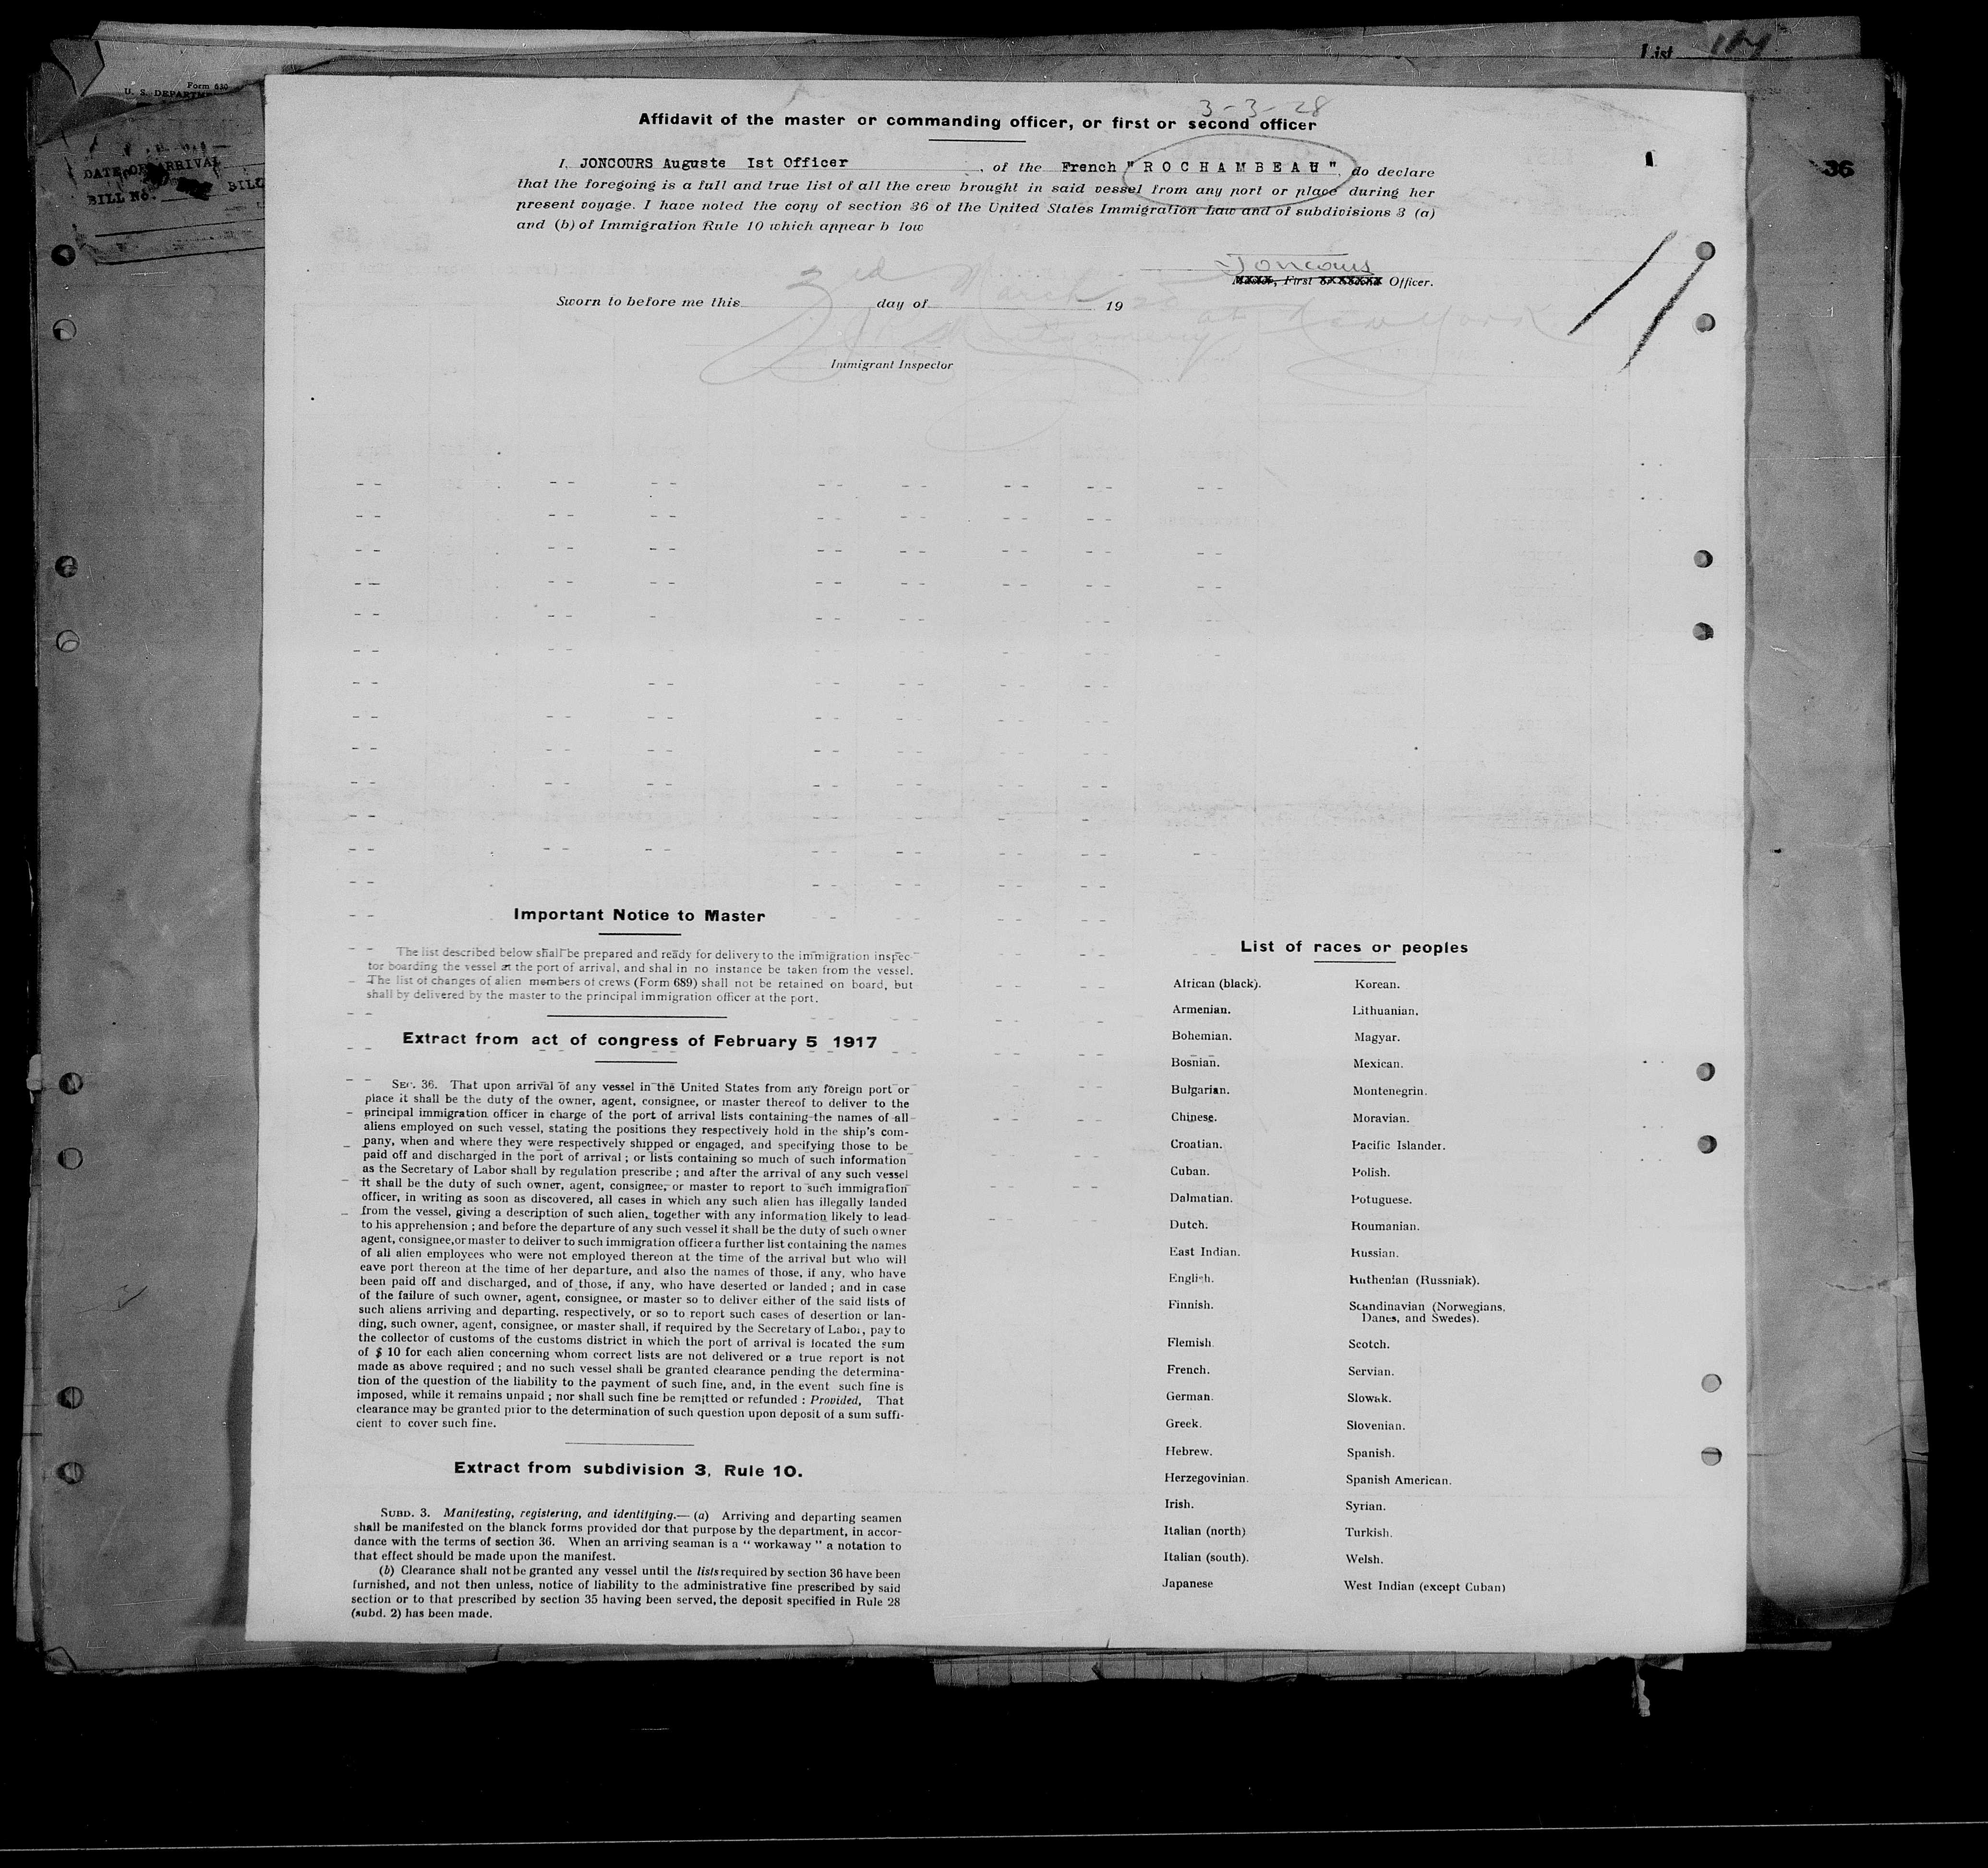 List
Form 630
U. S. DEPARTME
DATE OF ARRIVAL
BILL No.
36
3-3-28
Affidavit of the master or commanding officer, or first or second officer
I. JONCOURS Auguste 1st Officer , of the French "ROCHAMBEAU", do declare
that the foregoing is a full and true list of all the crew brought in said vessel from any port or place during her
present voyage. I have noted the copy of section 36 of the United States Immigration Law and of subdivisions 3 (a)
and (b) of Immigration Rule 10 which appear b low
Joncours
First Officer.
3rd March 28
Sworn to before me this day of 19
at New York
Immigrant Inspector
Important Notice to Master
The list described below shall be prepared and ready for delivery to the immigration inspec-
tor boarding the vessel at the port of arrival, and shal in no instance be taken from the vessel.
The list of changes of alien members of crews (Form 689) shall not be retained on board, but
shall by delivered by the master to the principal immigration officer at the port.
Extract from act of congress of February 5 1917
SEC. 36. That upon arrival of any vessel in the United States from any foreign port or
place it shall be the duty of the owner, agent, consignee, or master thereof to deliver to the
principal immigration officer in charge of the port of arrival lists containing the names of all
aliens employed on such vessel, stating the positions they respectively hold in the ship's com-
pany, when and where they were respectively shipped or engaged, and specifying those to be
paid off and discharged in the port of arrival ; or lists containing so much of such information
as the Secretary of Labor shall by regulation prescribe ; and after the arrival of any such vessel
it shall be the duty of such owner, agent, consignee, or master to report to such immigration
officer, in writing as soon as discovered, all cases in which any such alien has illegally landed
from the vessel, giving a description of such alien, together with any information likely to lead
to his apprehension ; and before the departure of any such vessel it shall be the duty of such owner
agent, consignee,or master to deliver to such immigration officer a further list containing the names
of all alien employees who were not employed thereon at the time of the arrival but who will
eave port thereon at the time of her departure, and also the names of those, if any, who have
been paid off and discharged, and of those, if any, who have deserted or landed ; and in case
of the failure of such owner, agent, consignee, or master so to deliver either of the said lists of
such aliens arriving and departing, respectively, or so to report such cases of desertion or lan-
ding, such owner, agent, consignee, or master shall, if required by the Secretary of Labor, pay to
the collector of customs of the customs district in which the port of arrival is located the sum
of $ 10 for each alien concerning whom correct lists are not delivered or a true report is not
made as above required ; and no such vessel shall be granted clearance pending the determina-
tion of the question of the liability to the payment of such fine, and, in the event such fine is
imposed, while it remains unpaid ; nor shall such fine be remitted or refunded : Provided, That
clearance may be granted prior to the determination of such question upon deposit of a sum suffi-
cient to cover such fine.
Extract from subdivision 3, Rule 10.
SUBD. 3. Manifesting, registering, and identifying.— (a) Arriving and departing seamen
shall be manifested on the blanck forms provided dor that purpose by the department, in accor-
dance with the terms of section 36. When an arriving seaman is a " workaway " a notation to
that effect should be made upon the manifest.
(b) Clearance shall not be granted any vessel until the lists required by section 36 have been
furnished, and not then unless, notice of liability to the administrative fine prescribed by said
section or to that prescribed by section 35 having been served, the deposit specified in Rule 28
(subd. 2) has been made.
List of races or peoples
African (black). Korean.
Armenian. Lithuanian.
Bohemian. Magyar.
Bosnian. Mexican.
Bulgarian. Montenegrin.
Chinese. Moravian.
Croatian. Pacific Islander.
Cuban. Polish.
Dalmatian. Potuguese.
Dutch. Roumanian.
East Indian. Russian.
English. Ruthenian (Russniak).
Finnish. Scandinavian (Norwegians,
Danes, and Swedes).
Flemish. Scotch.
French. Servian.
German. Slowak.
Greek. Slovenian.
Hebrew. Spanish.
Herzegovinian. Spanish American.
Irish. Syrian.
Italian (north) Turkish.
Italian (south). Welsh.
Japanese West Indian (except Cuban)